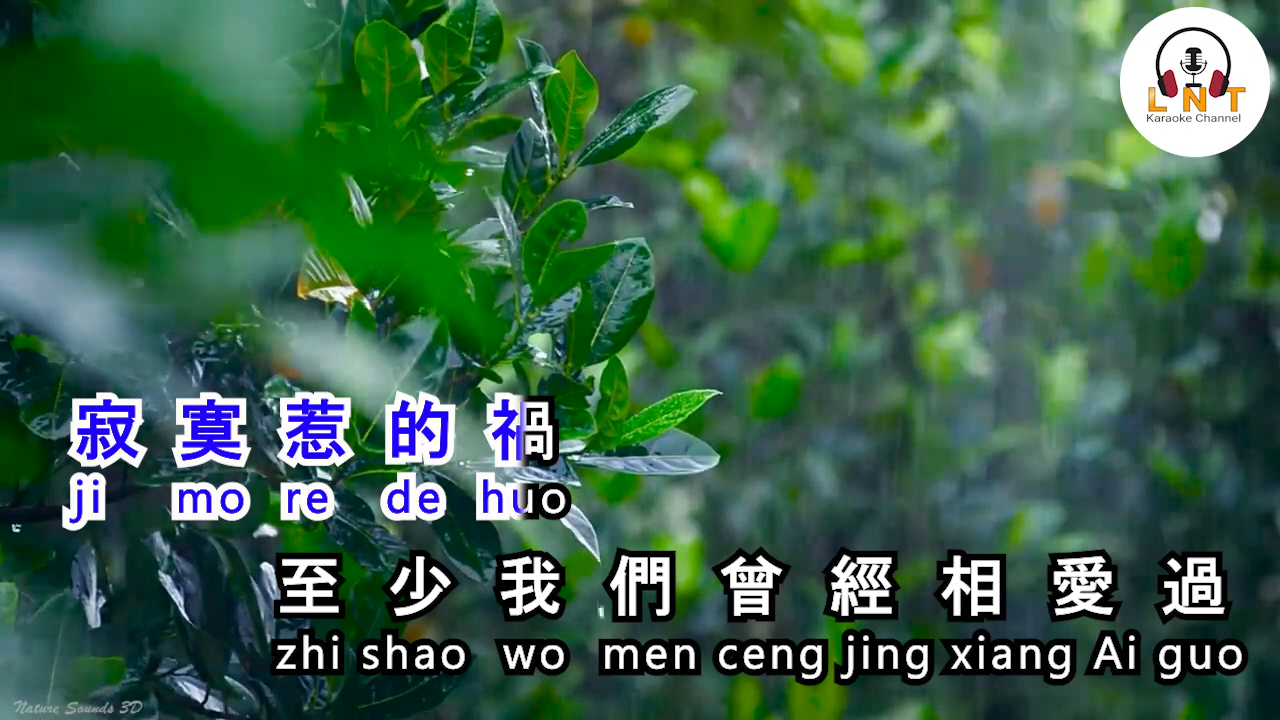 L N T
Karaoke Channel
寂寞惹的禍
ji mo re de huo
至少我們曾經相愛過
zhi shao wo men ceng jing xiang Ai guo
Nature Sounds 3D